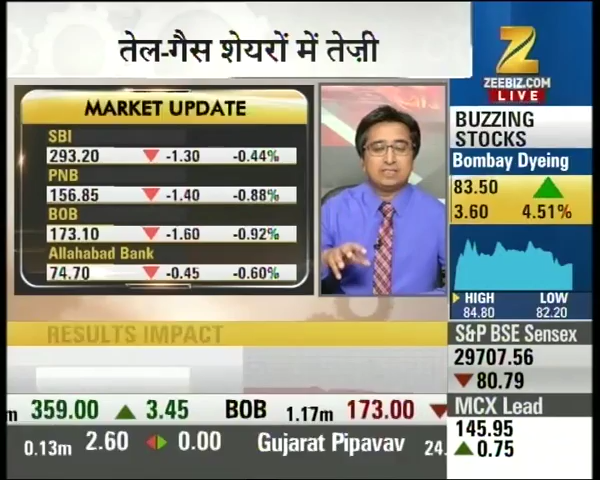 तेल-गैस शेयरों में तेज़ी
Z
ZEEBIZ.COM
LIVE
MARKET UPDATE
SBI
293.20 -1.30 -0.44%
PNB
156.85 -1.40 -0.88%
BOB
173.10 -1.60 -0.92%
Allahabad Bank
74.70 -0.45 -0.60%
BUZZING
STOCKS
Bombay Dyeing
83.50
3.60 4.51%
HIGH LOW
84.80 82.20
S&P BSE Sensex
29707.56
80.79
MCX Lead
145.95
0.75
RESULTS IMPACT
m 359.00 3.45 BOB 1.17m 173.00
0.13m 2.60 0.00 Gujarat Pipavav 24.